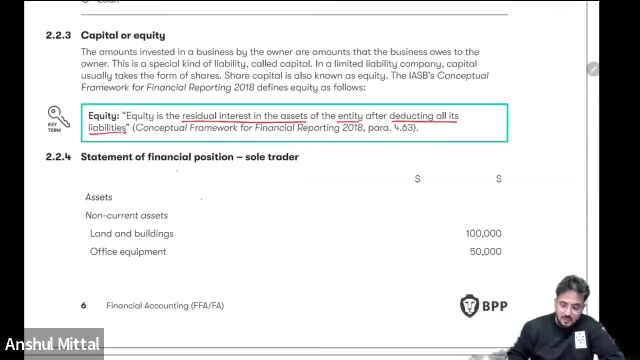 Loan
2.2.3 Capital or equity
The amounts invested in a business by the owner are amounts that the business owes to the
owner. This is a special kind of liability, called capital. In a limited liability company, capital
usually takes the form of shares. Share capital is also known as equity. The IASB's Conceptual
Framework for Financial Reporting 2018 defines equity as follows:
KEY
TERM
Equity: "Equity is the residual interest in the assets of the entity after deducting all its
liabilities" (Conceptual Framework for Financial Reporting 2018, para. 4.63).
2.2.4 Statement of financial position – sole trader
$ $
Assets
Non-current assets
Land and buildings 100,000
Office equipment 50,000
6 Financial Accounting (FFA/FA) BPP
Anshul Mittal